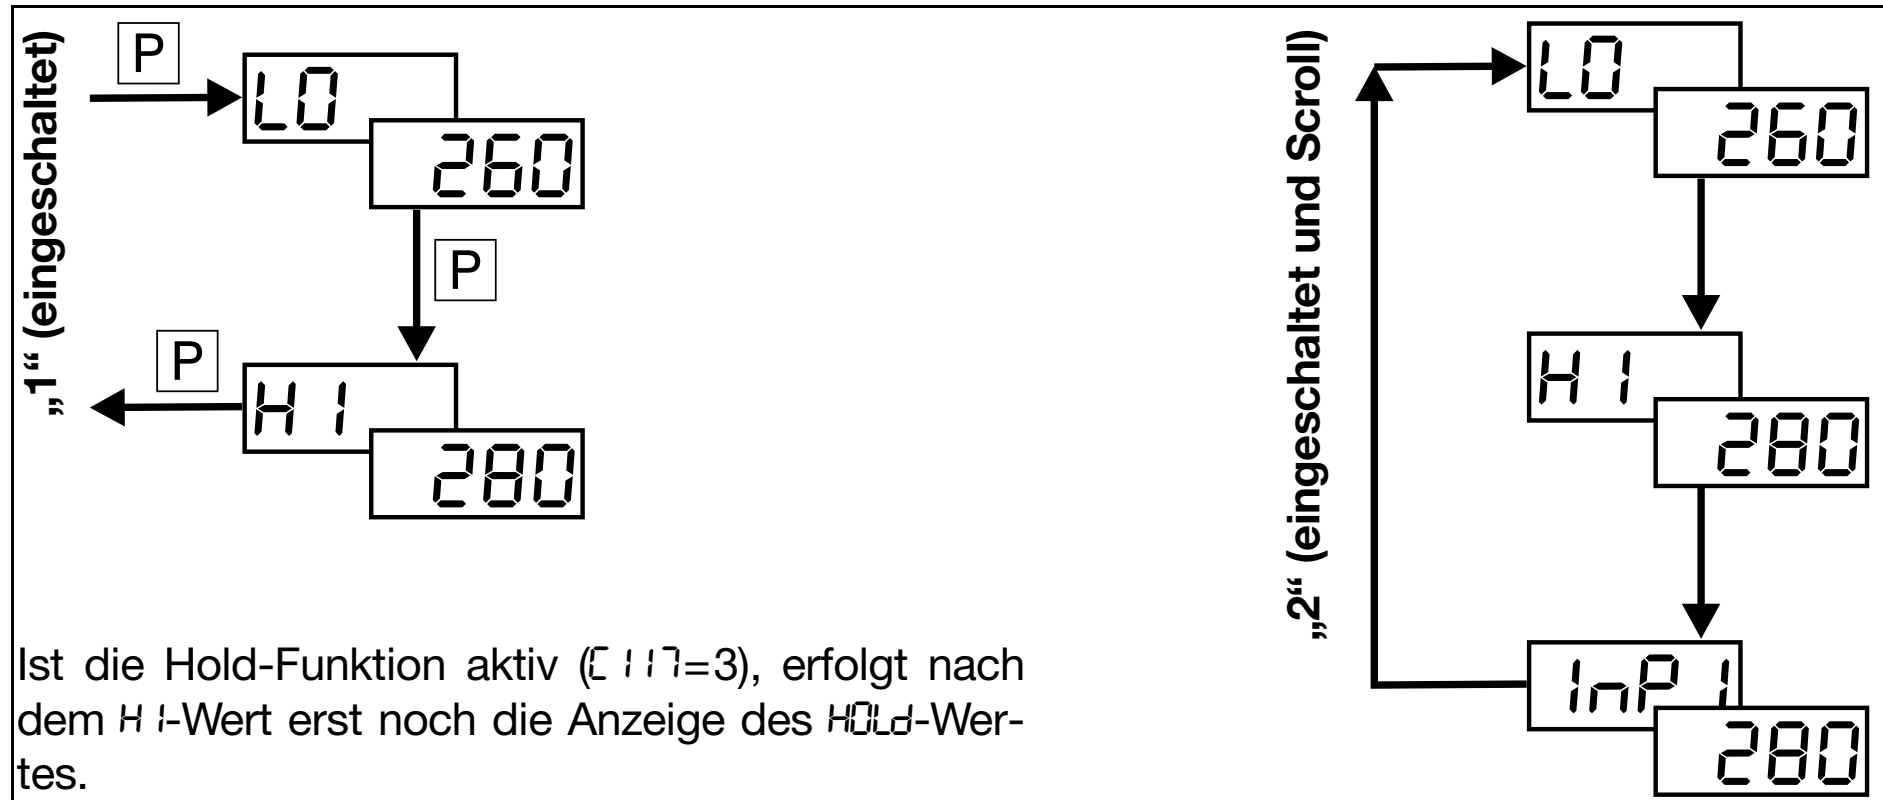 „1“ (eingeschaltet)
P
LO
260
P
P
HI
280
Ist die Hold-Funktion aktiv (C117=3), erfolgt nach
dem HI-Wert erst noch die Anzeige des HOLd-Wer-
tes.
„2“ (eingeschaltet und Scroll)
LO
260
HI
280
InP1
280